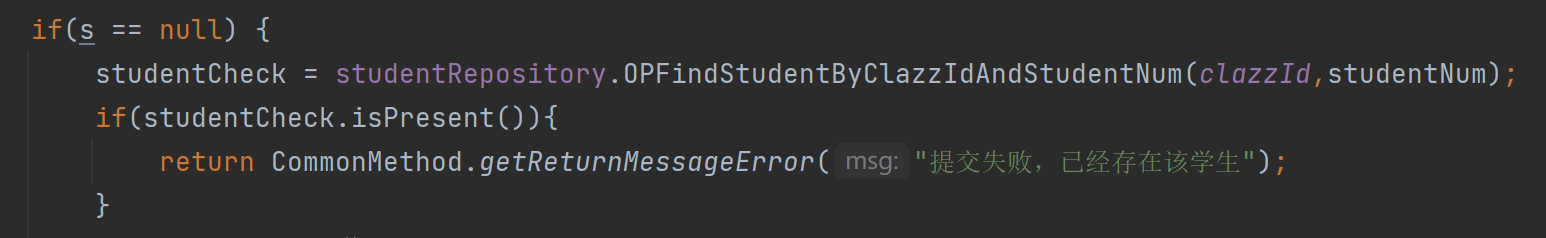 if(s == null) {
studentCheck = studentRepository.OPFindStudentByClazzIdAndStudentNum(clazzId,studentNum);
if(studentCheck.isPresent()){
return CommonMethod.getReturnMessageError( msg: "提交失败，已经存在该学生");
}